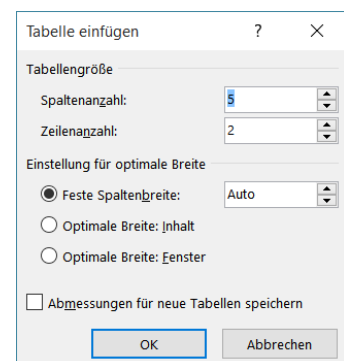 Tabelle einfügen ?
Tabellengröße
Spaltenanzahl: 5
Zeilenanzahl: 2
Einstellung für optimale Breite
Feste Spaltenbreite: Auto
Optimale Breite: Inhalt
Optimale Breite: Fenster
Abmessungen für neue Tabellen speichern
OK Abbrechen